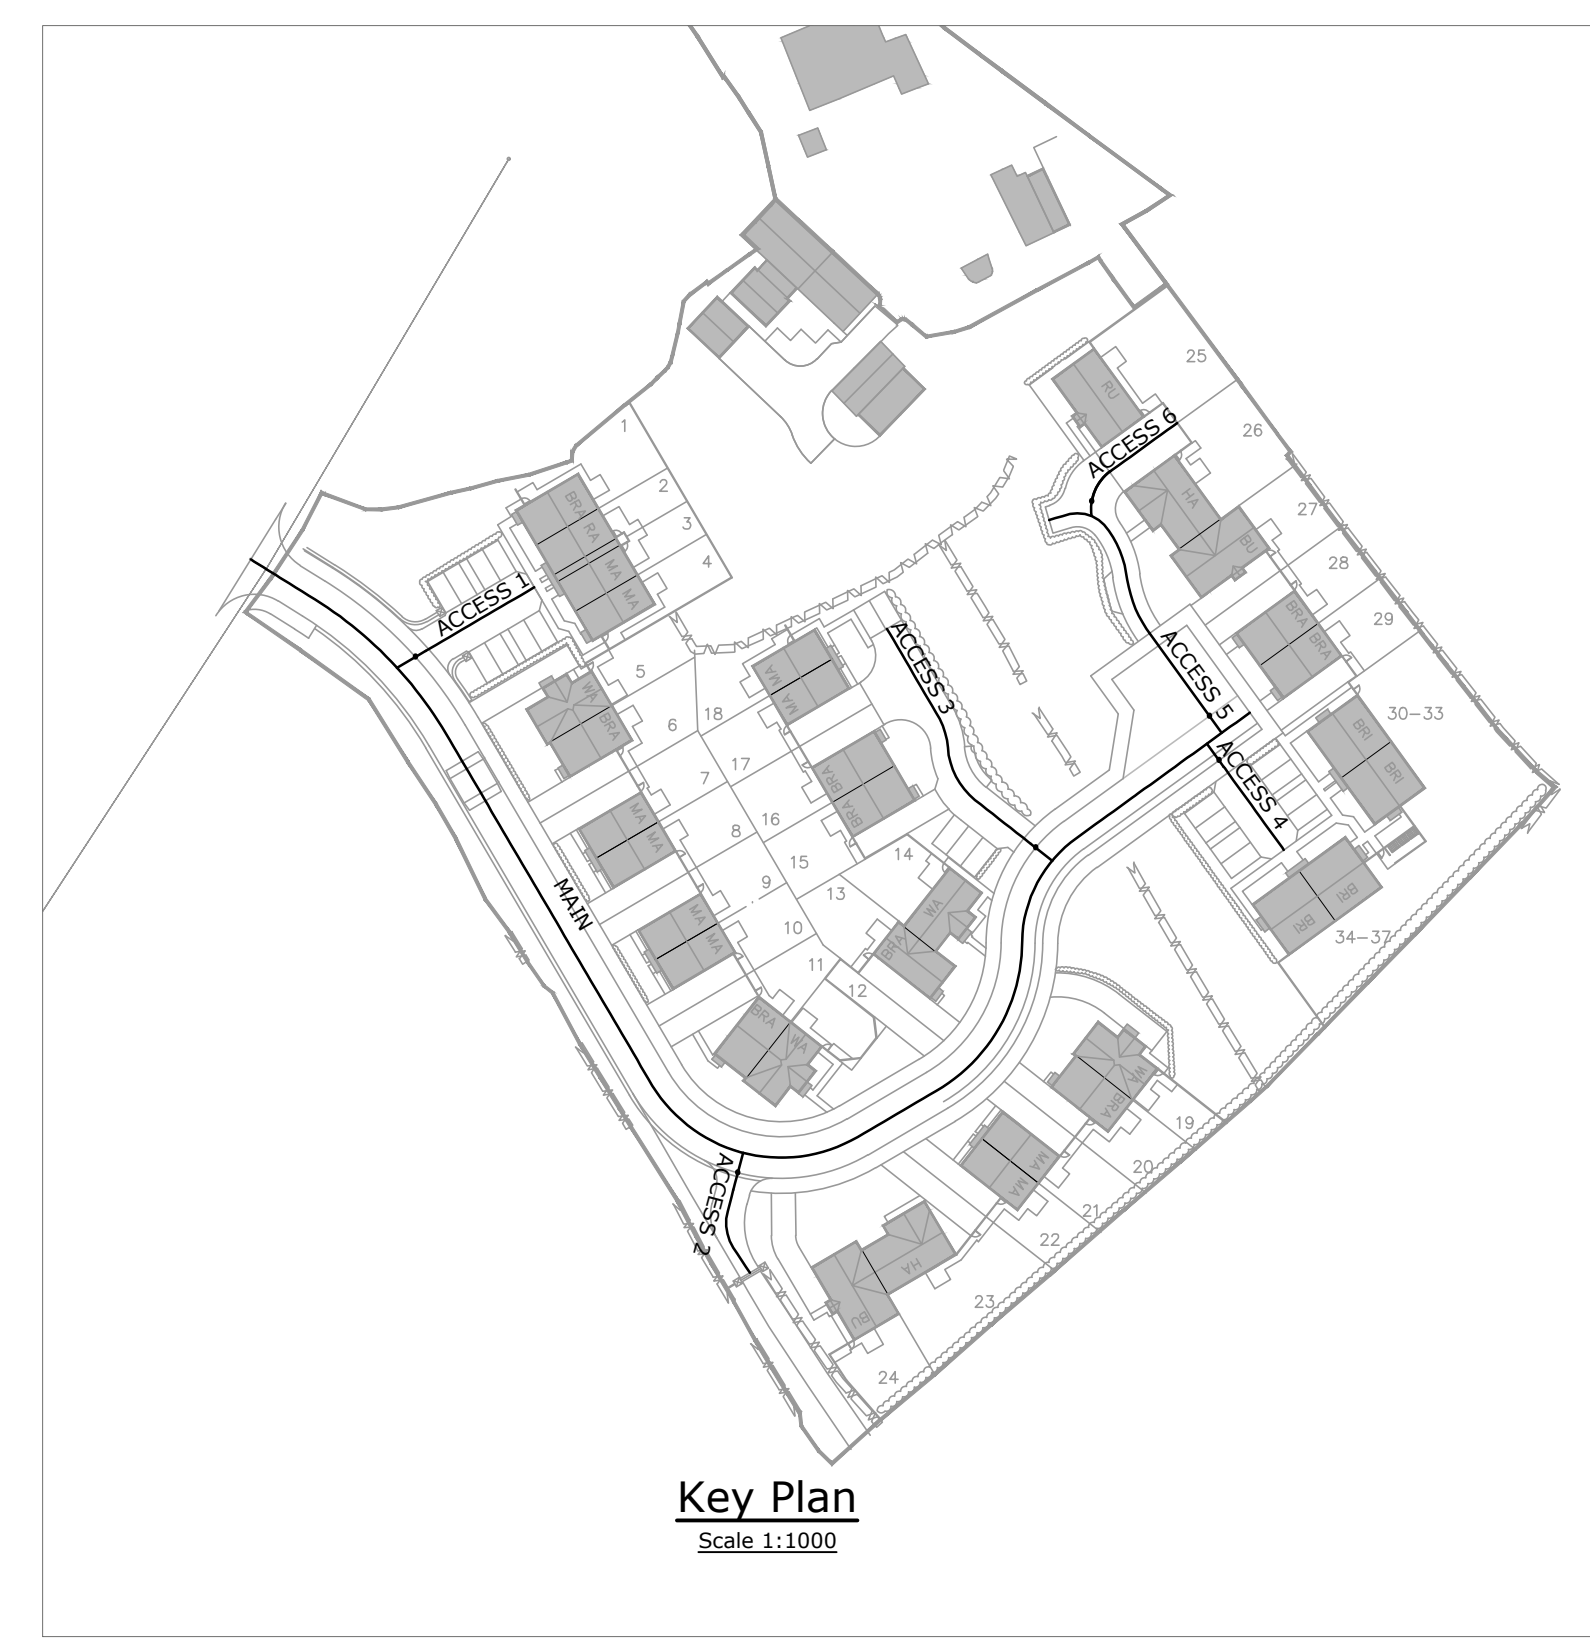 25
RU
ACCESS 6
26
1
2
3
4
BRA
RA
MA
MA
HA
BU
27
28
29
ACCESS 1
BRA
BRA
5
6
18
17
7
8
16
15
9
10
11
12
13
14
WA
BRA
MA
MA
ACCESS 3
ACCESS 5
30-33
BRI
BRI
ACCESS 4
BRA
BRA
MA
MA
MAIN
MA
MA
WA
BRA
BRI
BRI
34-37
BRA
WA
WA
BRA
19
20
21
22
23
24
MA
MA
ACCESS 2
HA
BU
Key Plan
Scale 1:1000